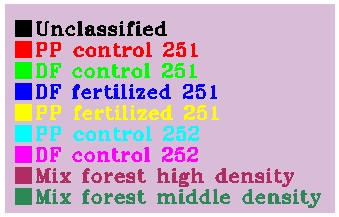 Unclassified
PP control 251
DF control 251
DF fertilized 251
PP fertilized 251
PP control 252
DF control 252
Mix forest high density
Mix forest middle density